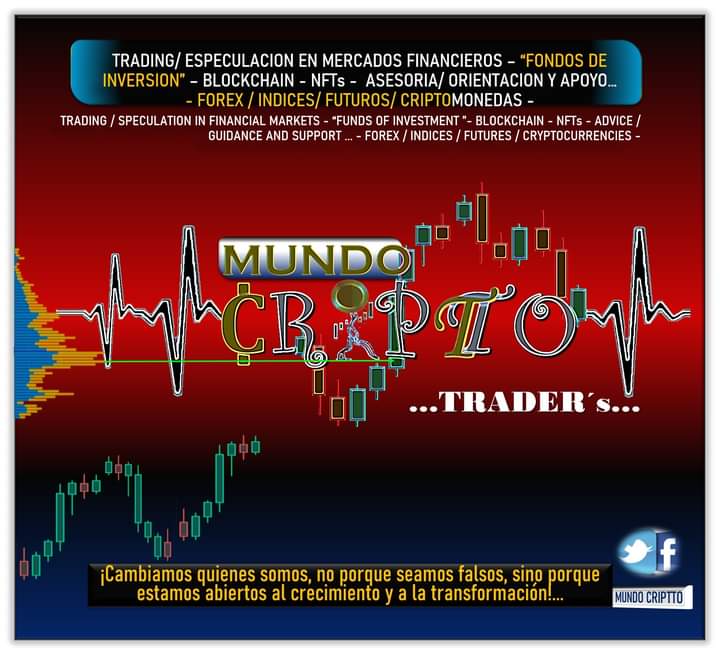 TRADING/ ESPECULACION EN MERCADOS FINANCIEROS – “FONDOS DE
INVERSION” – BLOCKCHAIN - NFTs - ASESORIA/ ORIENTACION Y APOYO...
- FOREX / INDICES/ FUTUROS/ CRIPTOMONEDAS -
TRADING / SPECULATION IN FINANCIAL MARKETS - “FUNDS OF INVESTMENT ”- BLOCKCHAIN - NFTs - ADVICE /
GUIDANCE AND SUPPORT ... - FOREX / INDICES / FUTURES / CRYPTOCURRENCIES -
MUNDO
CRIPTTO
...TRADER´s...
¡Cambiamos quienes somos, no porque seamos falsos, sino porque
estamos abiertos al crecimiento y a la transformación!...
f
MUNDO CRIPTTO